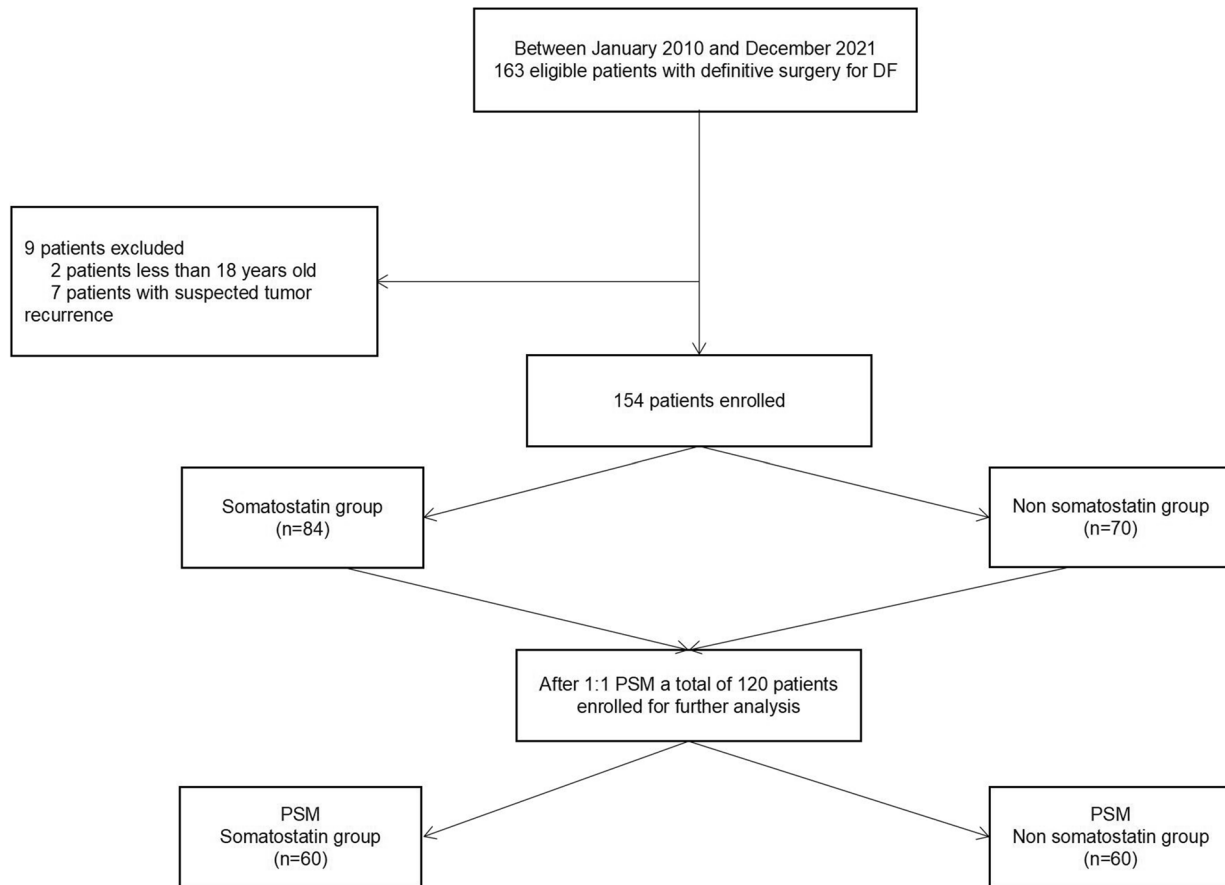 Between January 2010 and December 2021
163 eligible patients with definitive surgery for DF
9 patients excluded
2 patients less than 18 years old
7 patients with suspected tumor
recurrence
154 patients enrolled
Somatostatin group
(n=84)
Non somatostatin group
(n=70)
After 1:1 PSM a total of 120 patients
enrolled for further analysis
PSM
Somatostatin group
(n=60)
PSM
Non somatostatin group
(n=60)